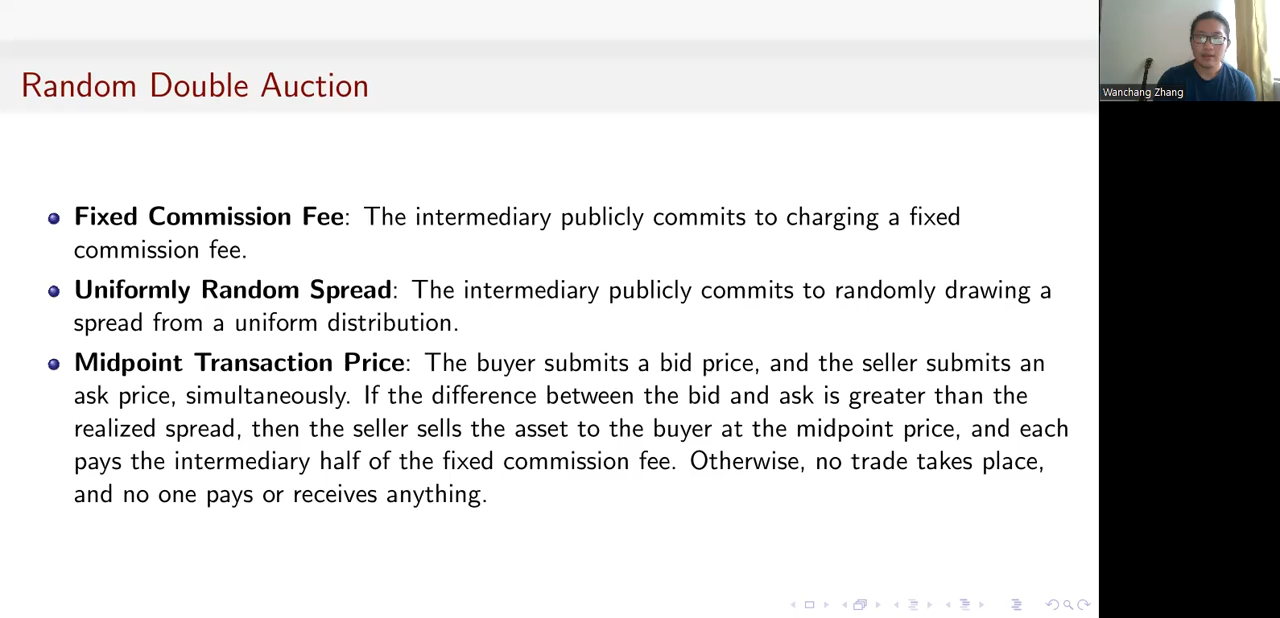 Random Double Auction
Wanchang Zhang
Fixed Commission Fee: The intermediary publicly commits to charging a fixed
commission fee.
Uniformly Random Spread: The intermediary publicly commits to randomly drawing a
spread from a uniform distribution.
Midpoint Transaction Price: The buyer submits a bid price, and the seller submits an
ask price, simultaneously. If the difference between the bid and ask is greater than the
realized spread, then the seller sells the asset to the buyer at the midpoint price, and each
pays the intermediary half of the fixed commission fee. Otherwise, no trade takes place,
and no one pays or receives anything.